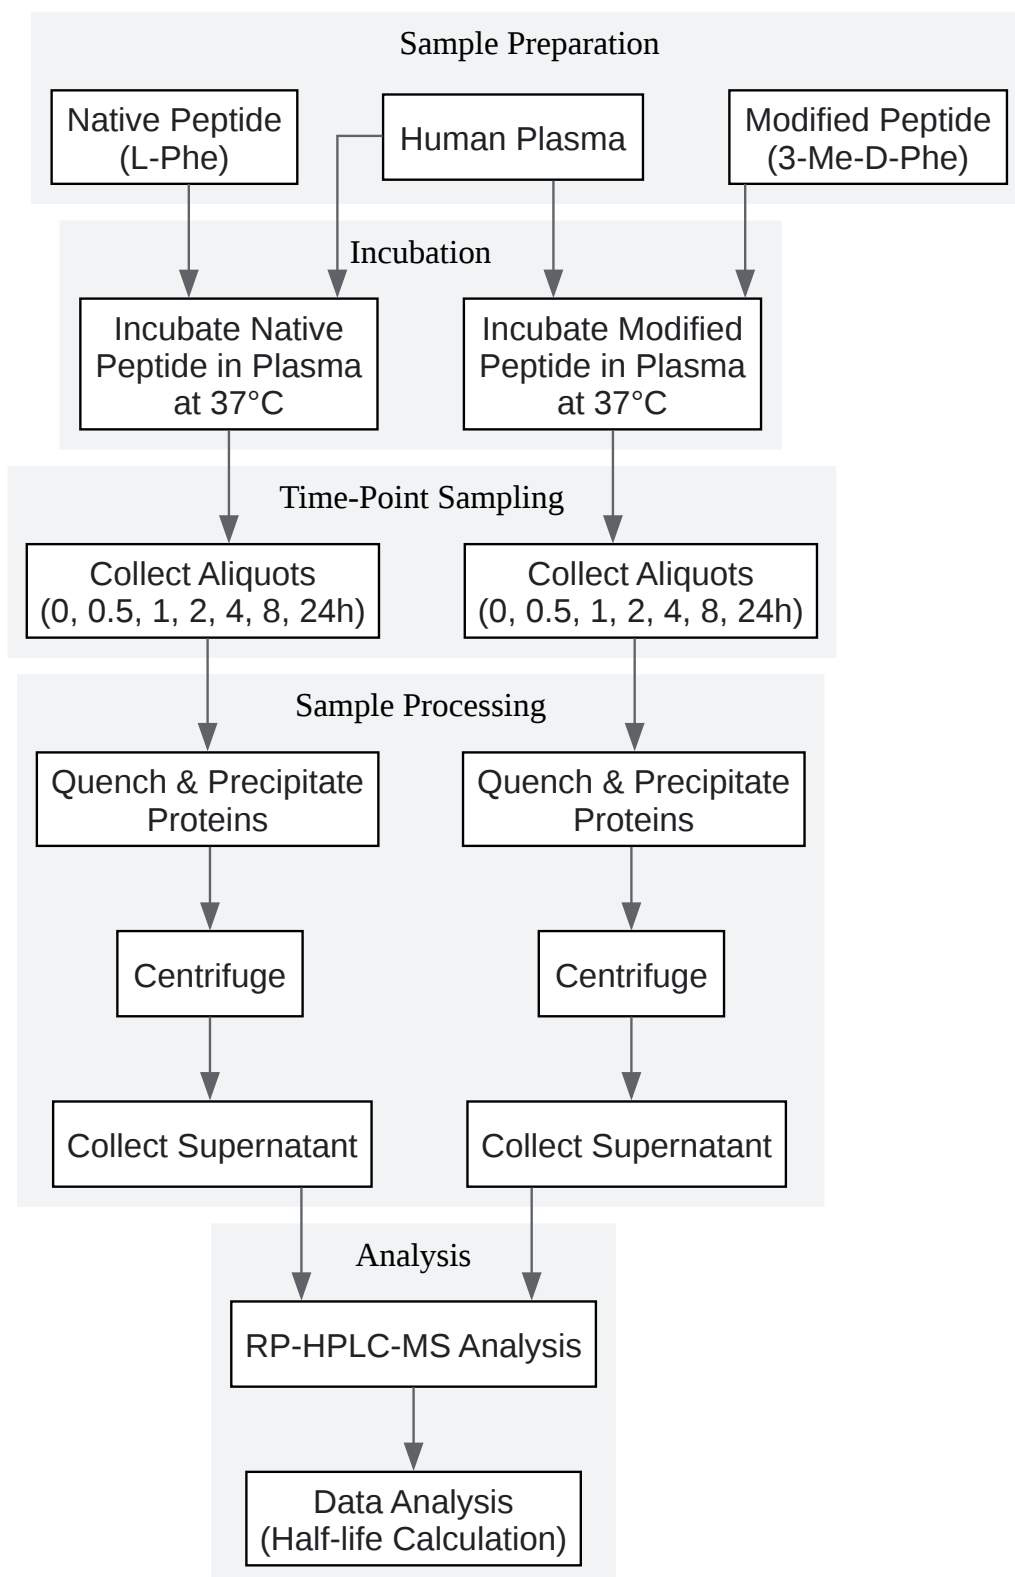 Sample Preparation
Native Peptide
(L-Phe)
Human Plasma
Modified Peptide
(3-Me-D-Phe)
Incubation
Incubate Native
Peptide in Plasma
at 37°C
Incubate Modified
Peptide in Plasma
at 37°C
Time-Point Sampling
Collect Aliquots
(0, 0.5, 1, 2, 4, 8, 24h)
Collect Aliquots
(0, 0.5, 1, 2, 4, 8, 24h)
Sample Processing
Quench & Precipitate
Proteins
Quench & Precipitate
Proteins
Centrifuge
Centrifuge
Collect Supernatant
Collect Supernatant
Analysis
RP-HPLC-MS Analysis
Data Analysis
(Half-life Calculation)